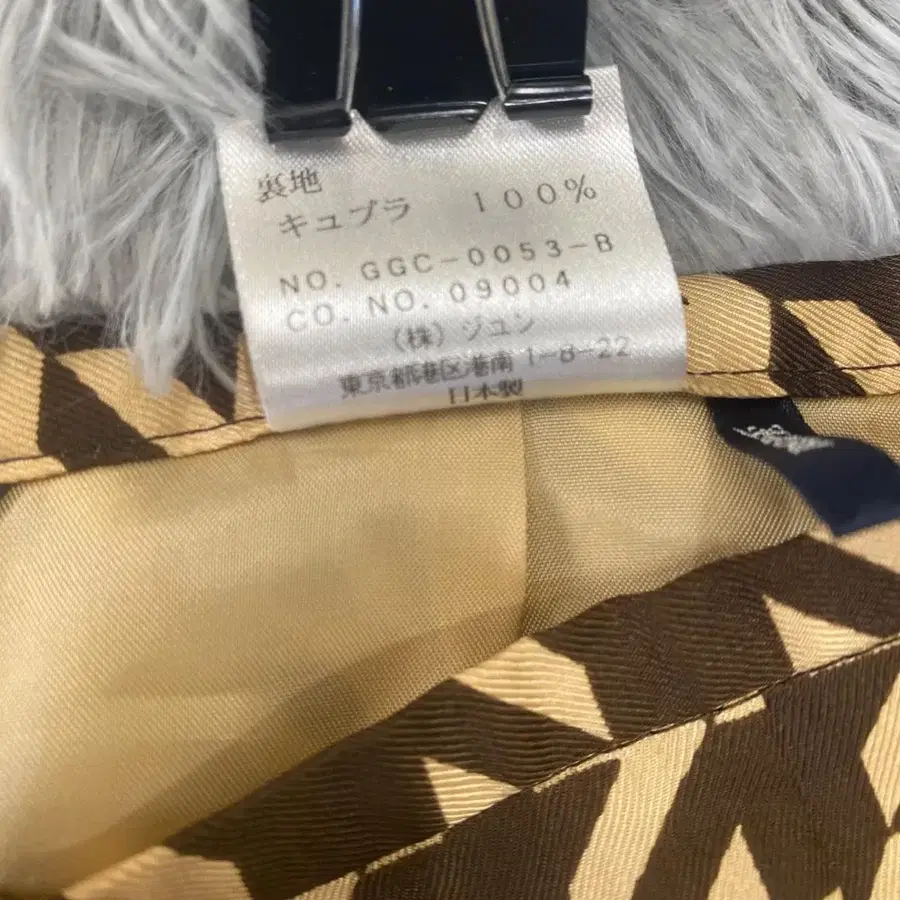 裏地
キュプラ 100%
NO. GGC-0053-B
CO. NO. 09004
(株) ジュン
東京都港区港南 1-8-22
日本製